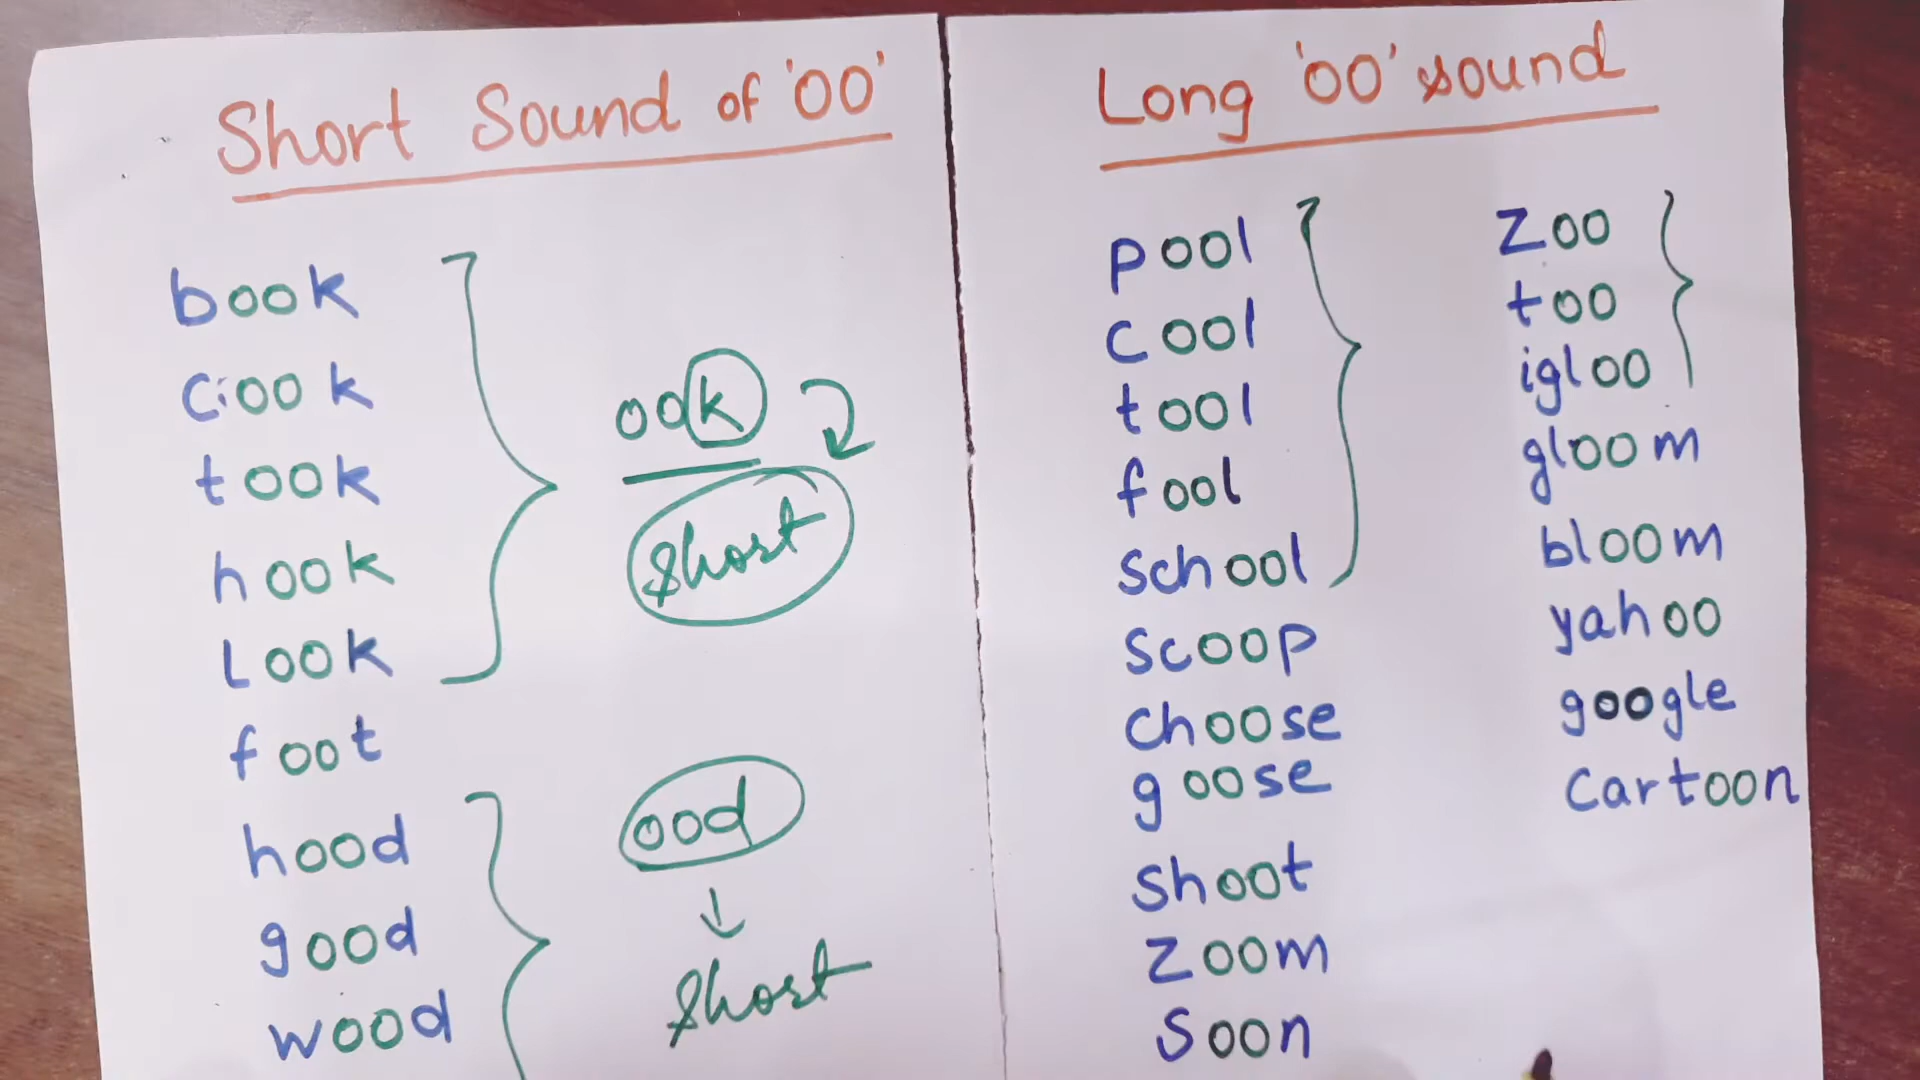 Short Sound of 'oo'
book
cook
took
hook
look
foot
hood
good
wood
ook
short
ood
short
Long 'oo' sound
pool
cool
tool
fool
school
scoop
choose
goose
shoot
zoom
soon
zoo
too
igloo
gloom
bloom
yahoo
google
cartoon